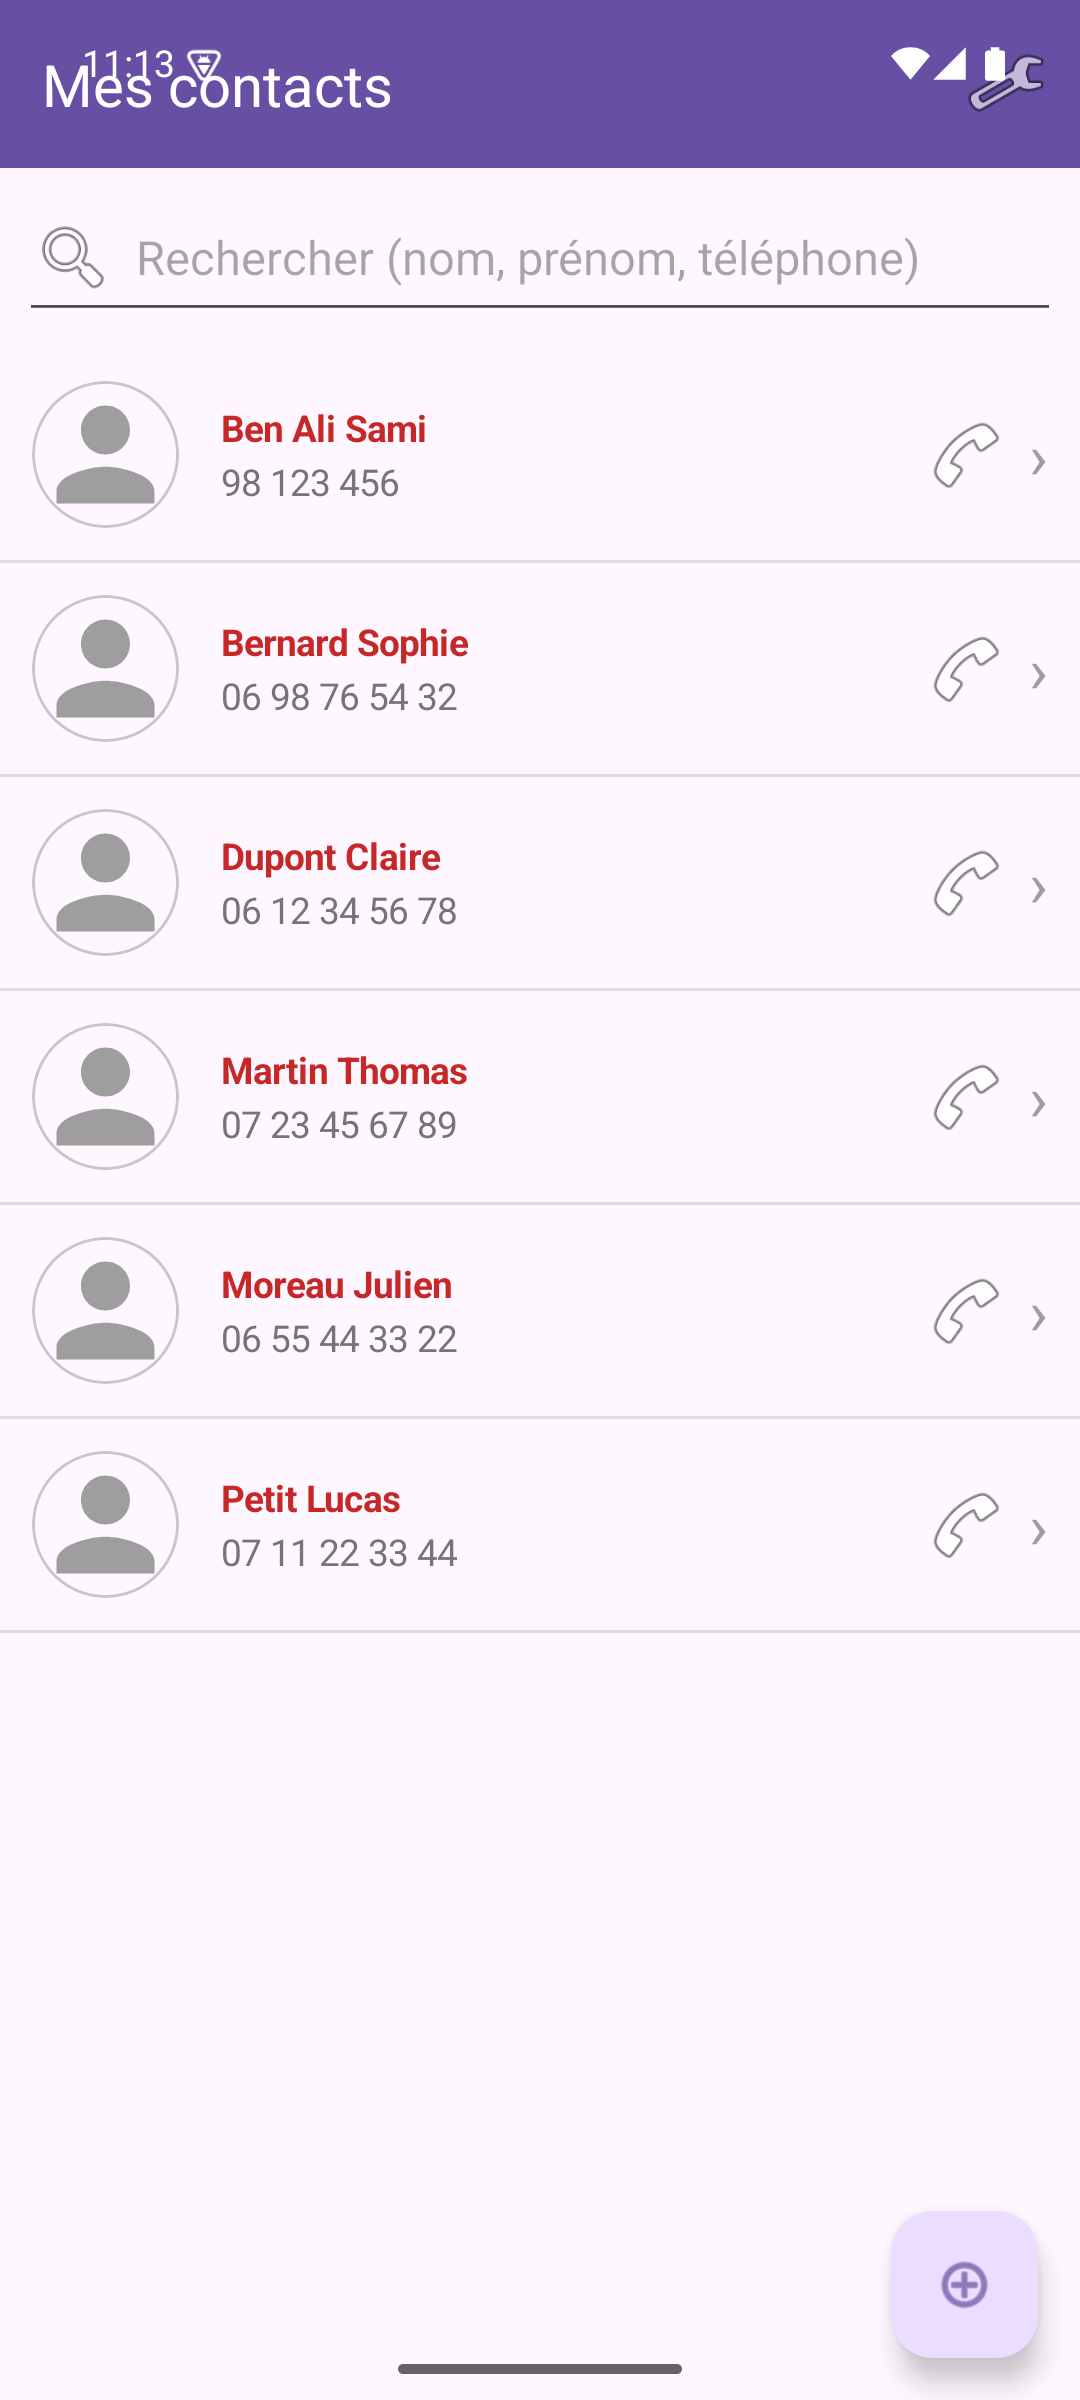 11:13
Mes contacts
Rechercher (nom, prénom, téléphone)
Ben Ali Sami
98 123 456
Bernard Sophie
06 98 76 54 32
Dupont Claire
06 12 34 56 78
Martin Thomas
07 23 45 67 89
Moreau Julien
06 55 44 33 22
Petit Lucas
07 11 22 33 44